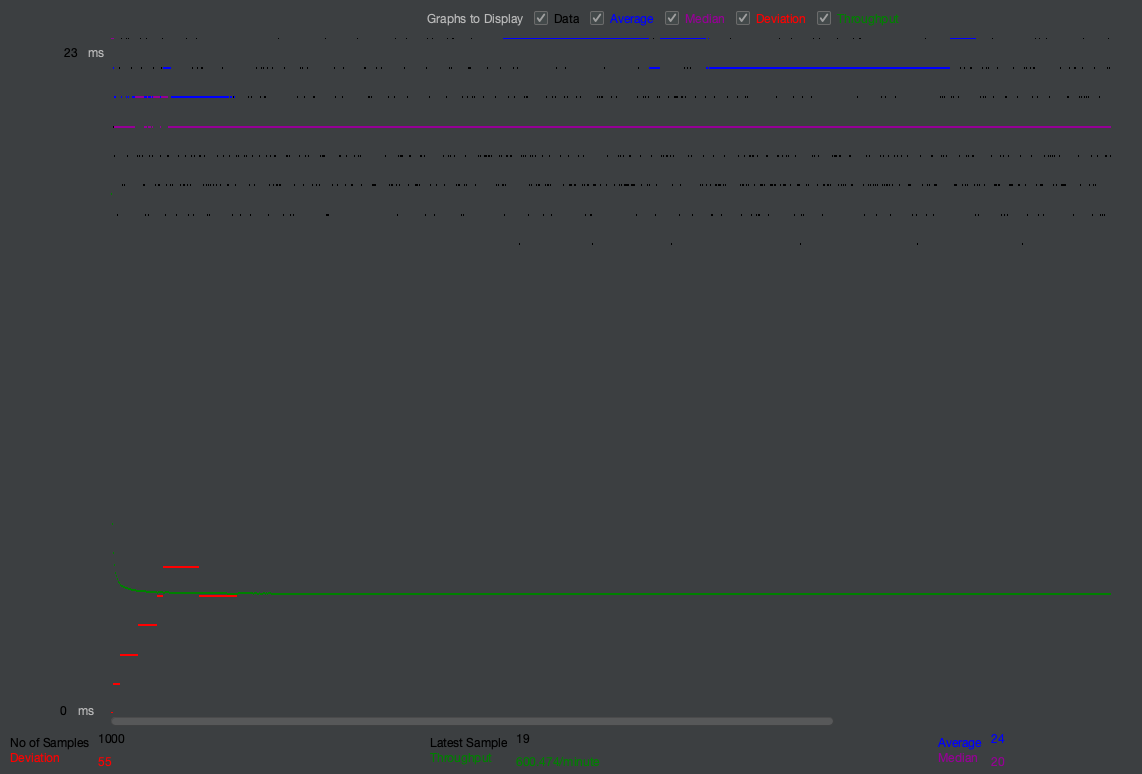 Graphs to Display Data Average Median Deviation Throughput
23 ms
0 ms
No of Samples 1000 Latest Sample 19 Average 24
Deviation 55 Throughput 600.474/minute Median